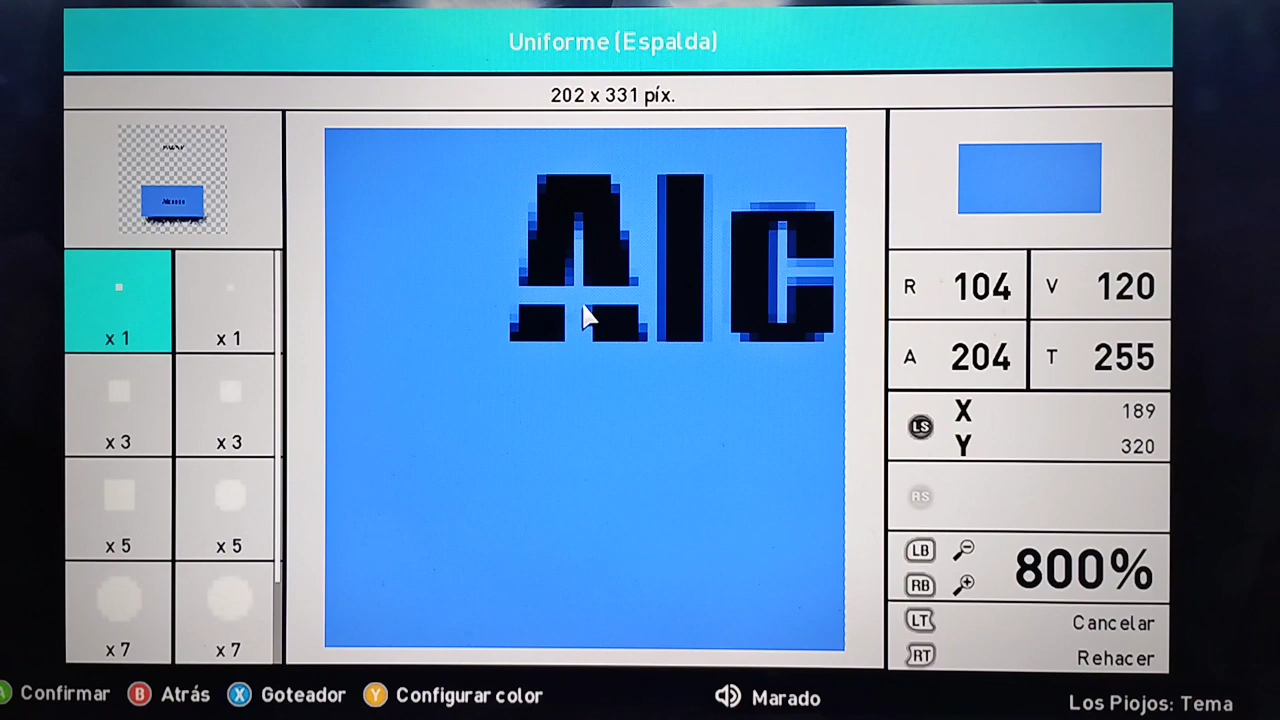 Uniforme (Espalda)
202 x 331 píx.
Alc
x 1
x 1
x 3
x 3
x 5
x 5
x 7
x 7
R 104
V 120
A 204
T 255
LS
X 189
Y 320
RS
LB
RB
800%
LT Cancelar
RT Rehacer
A Confirmar
B Atrás
X Goteador
Y Configurar color
Marado
Los Piojos: Tema